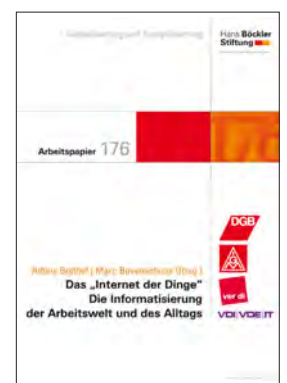 Hans Böckler
Stiftung
Arbeitspapier 176
176
DGB
ver di
Das „Internet der Dinge"
Die Informatisierung
der Arbeitswelt und des Alltags
VDI VDE IT